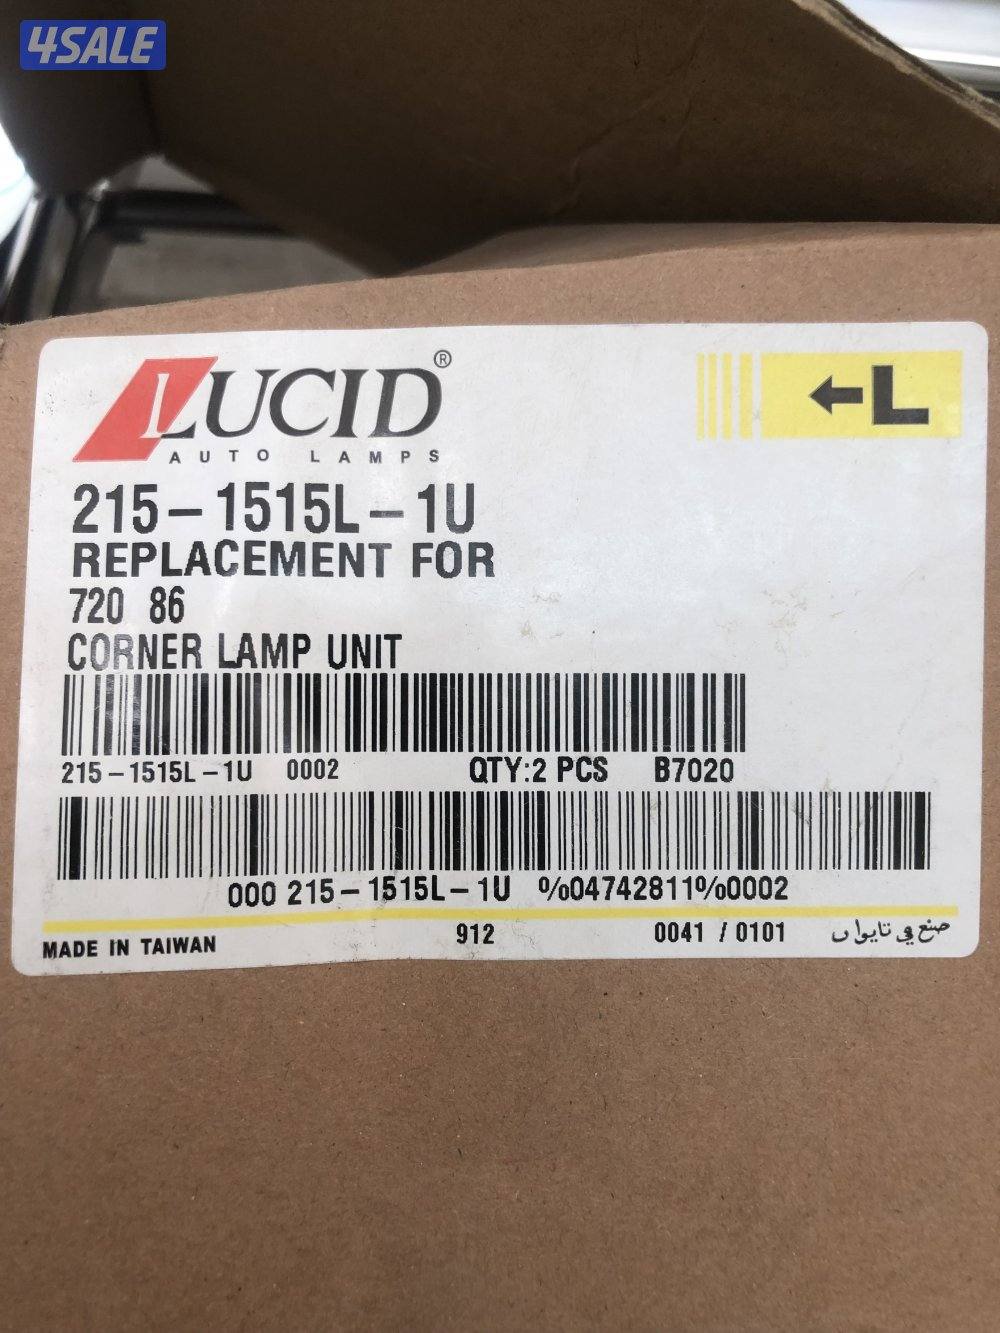 4SALE
LUCID®
AUTO LAMPS
←L
215-1515L-1U
REPLACEMENT FOR
720 86
CORNER LAMP UNIT
215-1515L-1U 0002 QTY:2 PCS B7020
000 215-1515L-1U %04742811%0002
MADE IN TAIWAN 912 0041 / 0101 صنع في تايوان